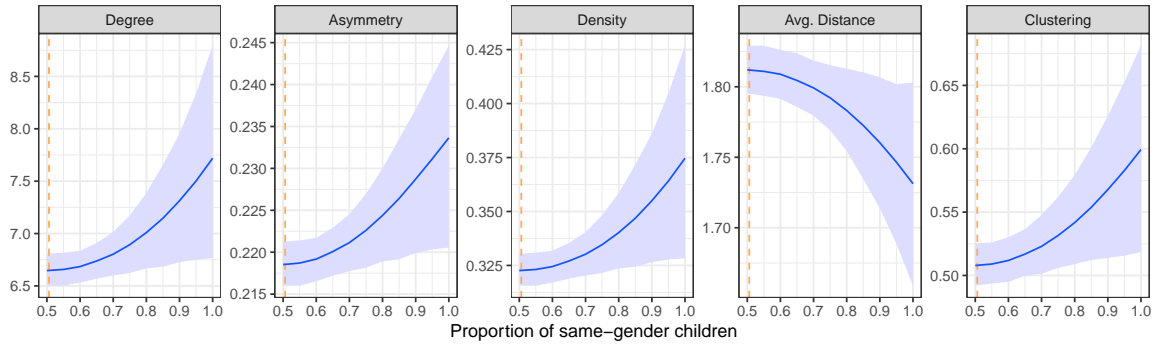 Degree Asymmetry Density Avg. Distance Clustering
8.5 8.0 7.5 7.0 6.5
0.245 0.240 0.235 0.230 0.225 0.220 0.215
0.425 0.400 0.375 0.350 0.325
1.80 1.75 1.70
0.65 0.60 0.55 0.50
0.5 0.6 0.7 0.8 0.9 1.0 0.5 0.6 0.7 0.8 0.9 1.0 0.5 0.6 0.7 0.8 0.9 1.0 0.5 0.6 0.7 0.8 0.9 1.0 0.5 0.6 0.7 0.8 0.9 1.0
Proportion of same−gender children